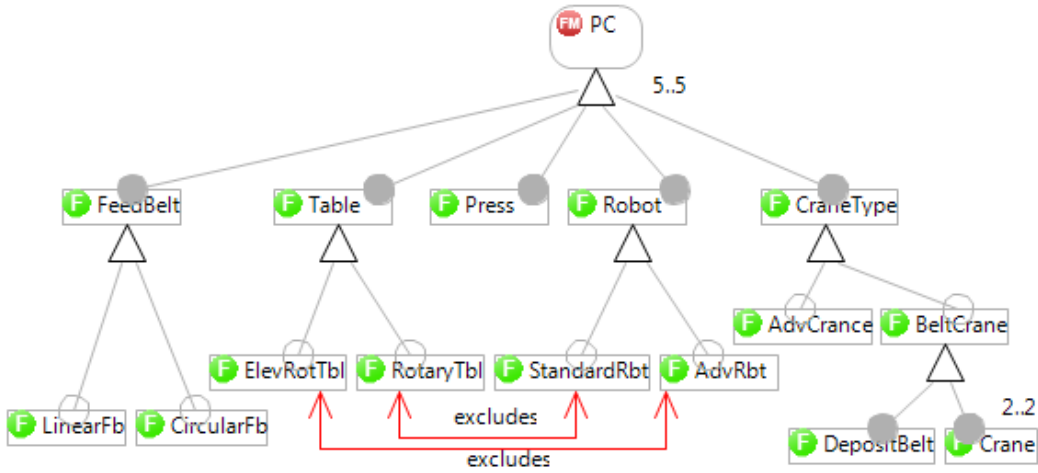 FM PC
5..5
F FeedBelt F Table F Press F Robot F CraneType
F AdvCrance F BeltCrane
F ElevRotTbl F RotaryTbl F StandardRbt F AdvRbt
2..2
excludes
F LinearFb F CircularFb F DepositBelt F Crane
excludes